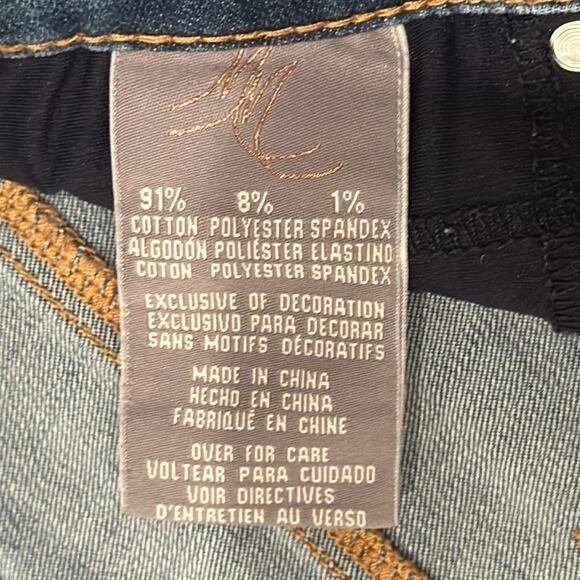 91% 8% 1%
COTTON POLYESTER SPANDEX
ALGODÓN POLIÉSTER ELASTINO
COTON POLYESTER SPANDEX
EXCLUSIVE OF DECORATION
EXCLUSIVO PARA DECORAR
SANS MOTIFS DÉCORATIFS
MADE IN CHINA
HECHO EN CHINA
FABRIQUÉ EN CHINE
OVER FOR CARE
VOLTEAR PARA CUIDADO
VOIR DIRECTIVES
D'ENTRETIEN AU VERSO